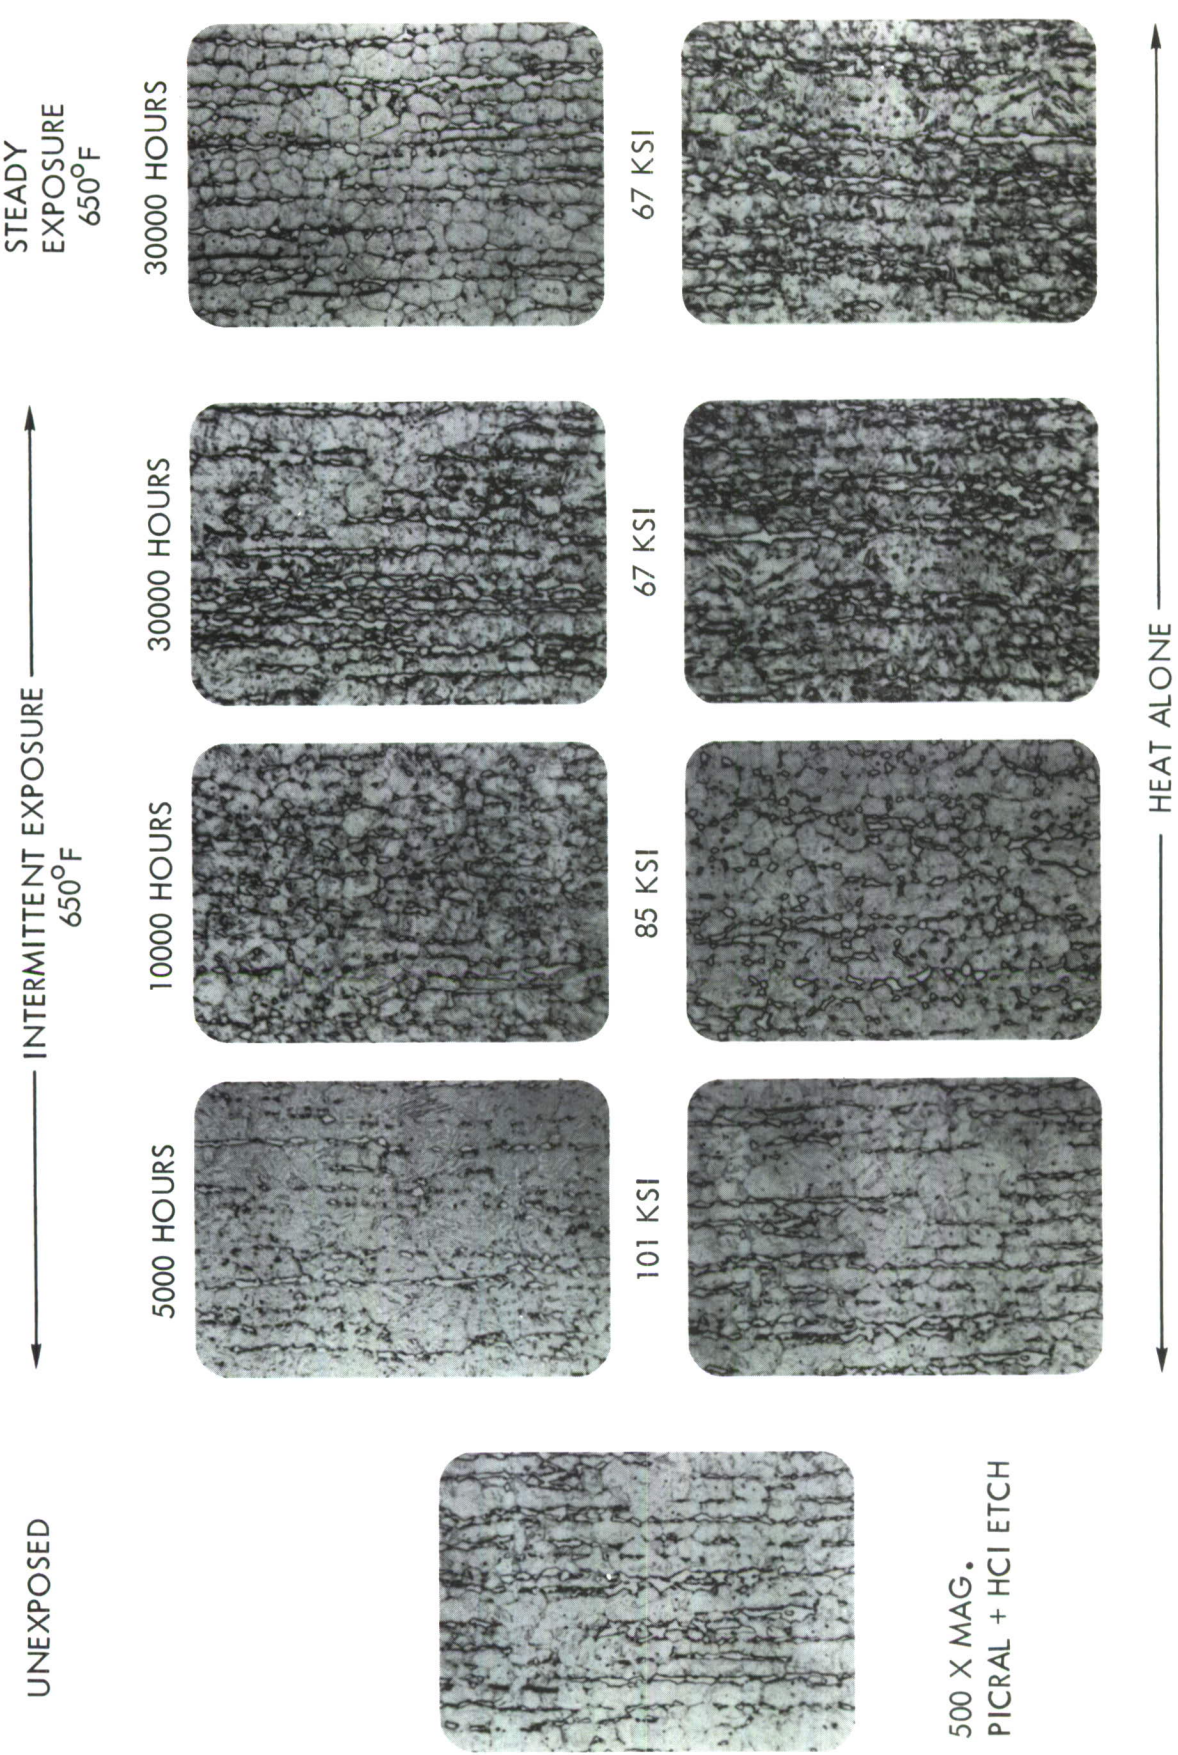 UNEXPOSED
INTERMITTENT EXPOSURE
650°F
STEADY
EXPOSURE
650°F
5000 HOURS
10000 HOURS
30000 HOURS
30000 HOURS
101 KSI
85 KSI
67 KSI
67 KSI
500 X MAG.
PICRAL + HCl ETCH
HEAT ALONE